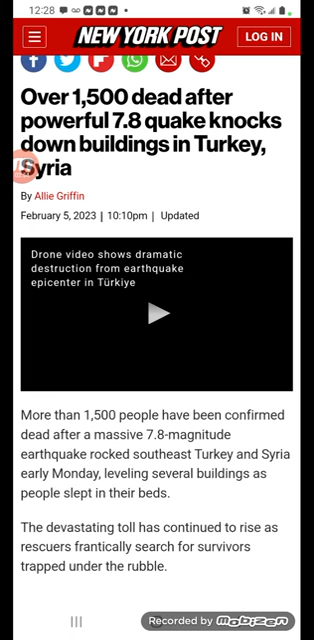 12:28
NEW YORK POST
LOG IN
Over 1,500 dead after
powerful 7.8 quake knocks
down buildings in Turkey,
Syria
By Allie Griffin
February 5, 2023 | 10:10pm | Updated
Drone video shows dramatic
destruction from earthquake
epicenter in Türkiye
More than 1,500 people have been confirmed
dead after a massive 7.8-magnitude
earthquake rocked southeast Turkey and Syria
early Monday, leveling several buildings as
people slept in their beds.
The devastating toll has continued to rise as
rescuers frantically search for survivors
trapped under the rubble.
Recorded by Mobizen